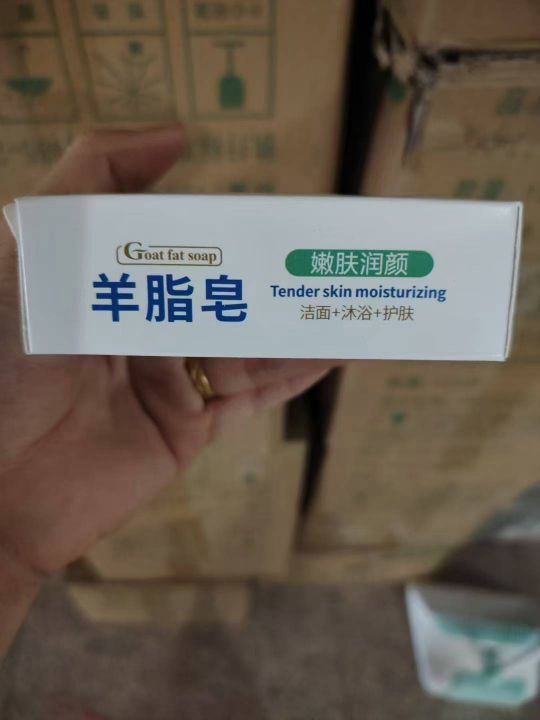 Goat fat soap
羊脂皂
嫩肤润颜
Tender skin moisturizing
洁面+沐浴+护肤